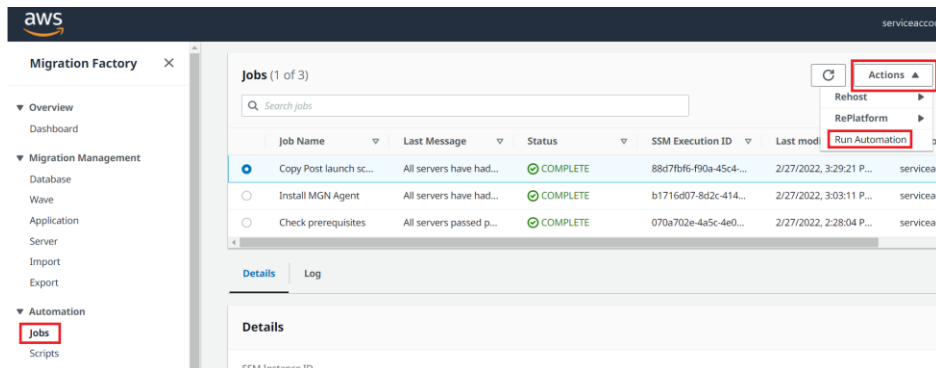 aws
serviceacco
Migration Factory
Overview
Dashboard
Migration Management
Database
Wave
Application
Server
Import
Export
Automation
Jobs
Scripts
Jobs (1 of 3)
Actions
Search jobs
Rehost
RePlatform
Run Automation
Job Name Last Message Status SSM Execution ID Last modi
Copy Post launch sc... All servers have had... COMPLETE 88d7fbf6-f90a-45c4-... 2/27/2022, 3:29:21 P... servicea
Install MGN Agent All servers have had... COMPLETE b1716d07-8d2c-414... 2/27/2022, 3:03:11 P... servicea
Check prerequisites All servers passed p... COMPLETE 070a702e-4a5c-4e0... 2/27/2022, 2:28:04 P... servicea
Details Log
Details
SSM Instance ID